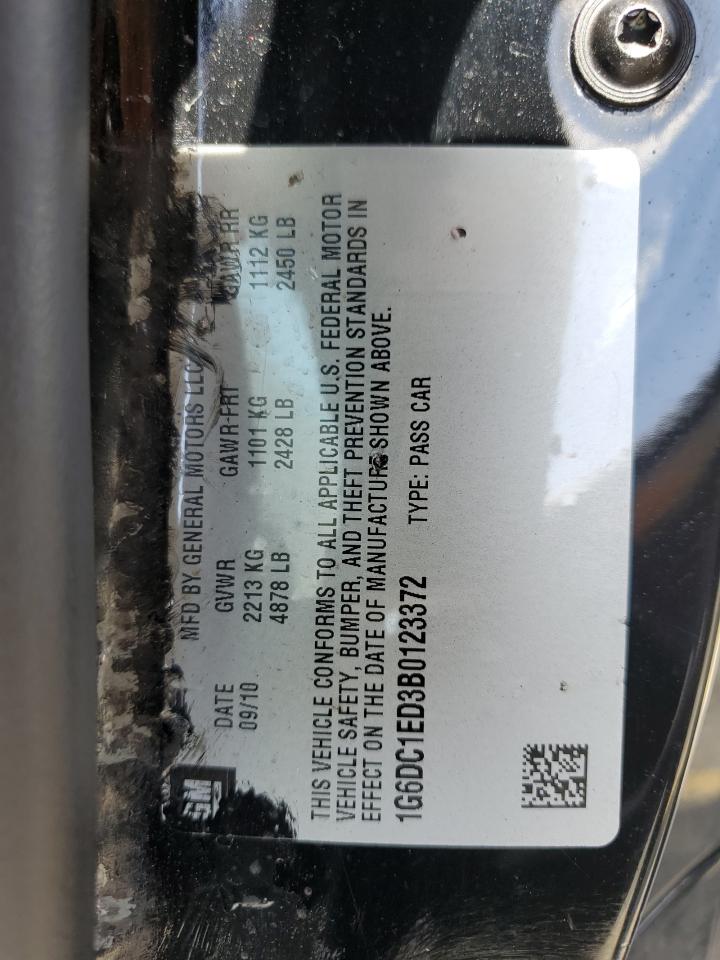 GM
MFD BY GENERAL MOTORS LLC
DATE GVWR GAWR-FRT GAWR RR
09/10 2213 KG 1101 KG 1112 KG
4878 LB 2428 LB 2450 LB
THIS VEHICLE CONFORMS TO ALL APPLICABLE U.S. FEDERAL MOTOR
VEHICLE SAFETY, BUMPER, AND THEFT PREVENTION STANDARDS IN
EFFECT ON THE DATE OF MANUFACTURE SHOWN ABOVE.
1G6DC1ED3B0123372 TYPE: PASS CAR